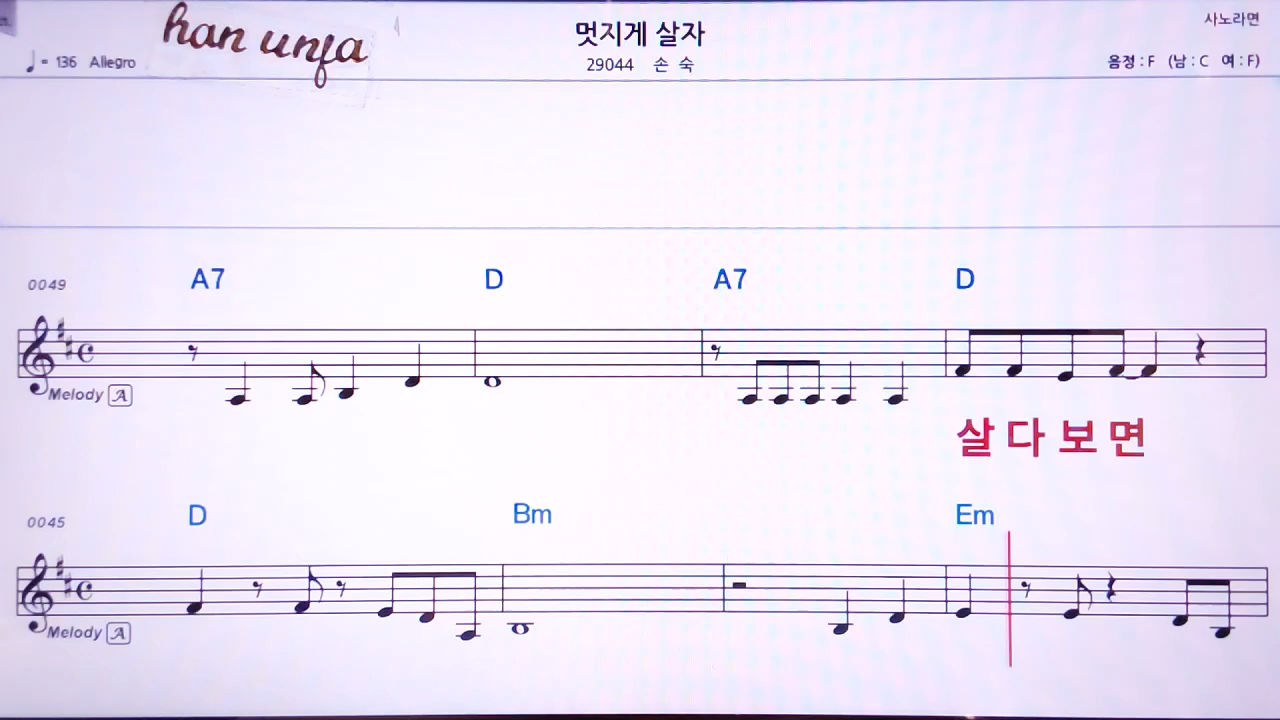 han unfa
멋지게 살자
사노라면
♩= 136 Allegro
29044 손 숙
음정 : F (남 : C 여 : F)
0049 A7 D A7 D
Melody A
살 다 보 면
0045 D Bm Em
Melody A